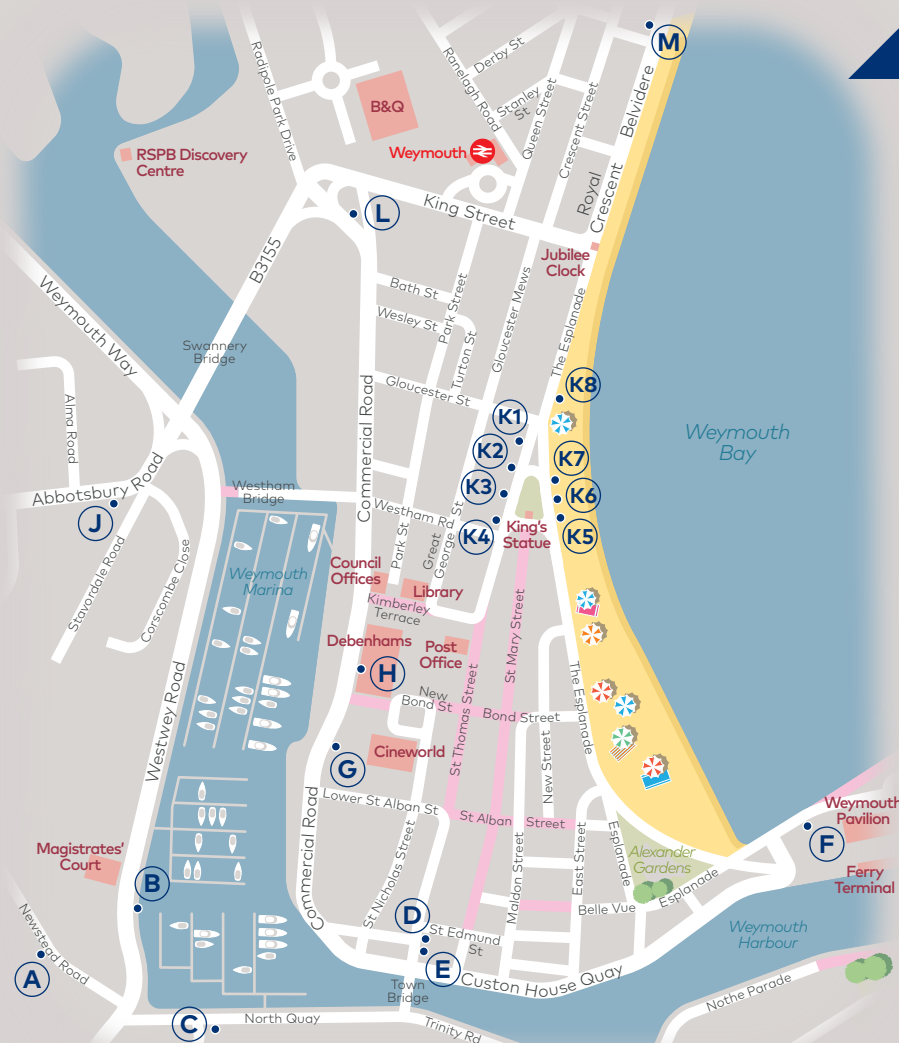 M
Derby St
Ranelagh Road
Stanley
St
Radipole Park Drive
B&Q
Queen Street
Crescent Street
Belvidere
Weymouth
RSPB Discovery
Centre
Royal
Crescent
L
King Street
B3155
Jubilee
Clock
Weymouth Way
Bath St
Wesley St
Park Street
Turton St
Gloucester Mews
The Esplanade
Swannery
Bridge
Gloucester St
Commercial Road
Alma Road
K8
K1
K2
K3
K4
K7
K6
K5
Weymouth
Bay
Abbotsbury Road
J
Westham
Bridge
Westham Rd
Park St
Great
George St
King's
Statue
Stavordale Road
Corscombe Close
Weymouth
Marina
Council
Offices
Library
Kimberley
Terrace
St Mary Street
Debenhams
Post
Office
H
New
Bond St
Bond Street
St Thomas Street
The Esplanade
Westwey Road
G
Cineworld
New Street
Lower St Alban St
St Alban Street
Commercial Road
St Nicholas Street
Maldon Street
East Street
Esplanade
Alexander
Gardens
Weymouth
Pavilion
F
Ferry
Terminal
Magistrates'
Court
B
Belle Vue
Esplanade
D
St Edmund
St
E
Custon House Quay
Weymouth
Harbour
Newstead Road
A
Town
Bridge
Nothe Parade
C
North Quay
Trinity Rd